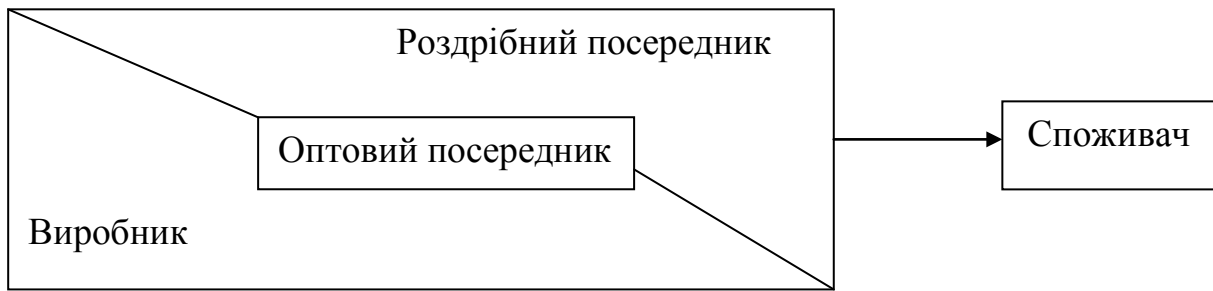 Роздрібний посередник
Оптовий посередник
Споживач
Виробник